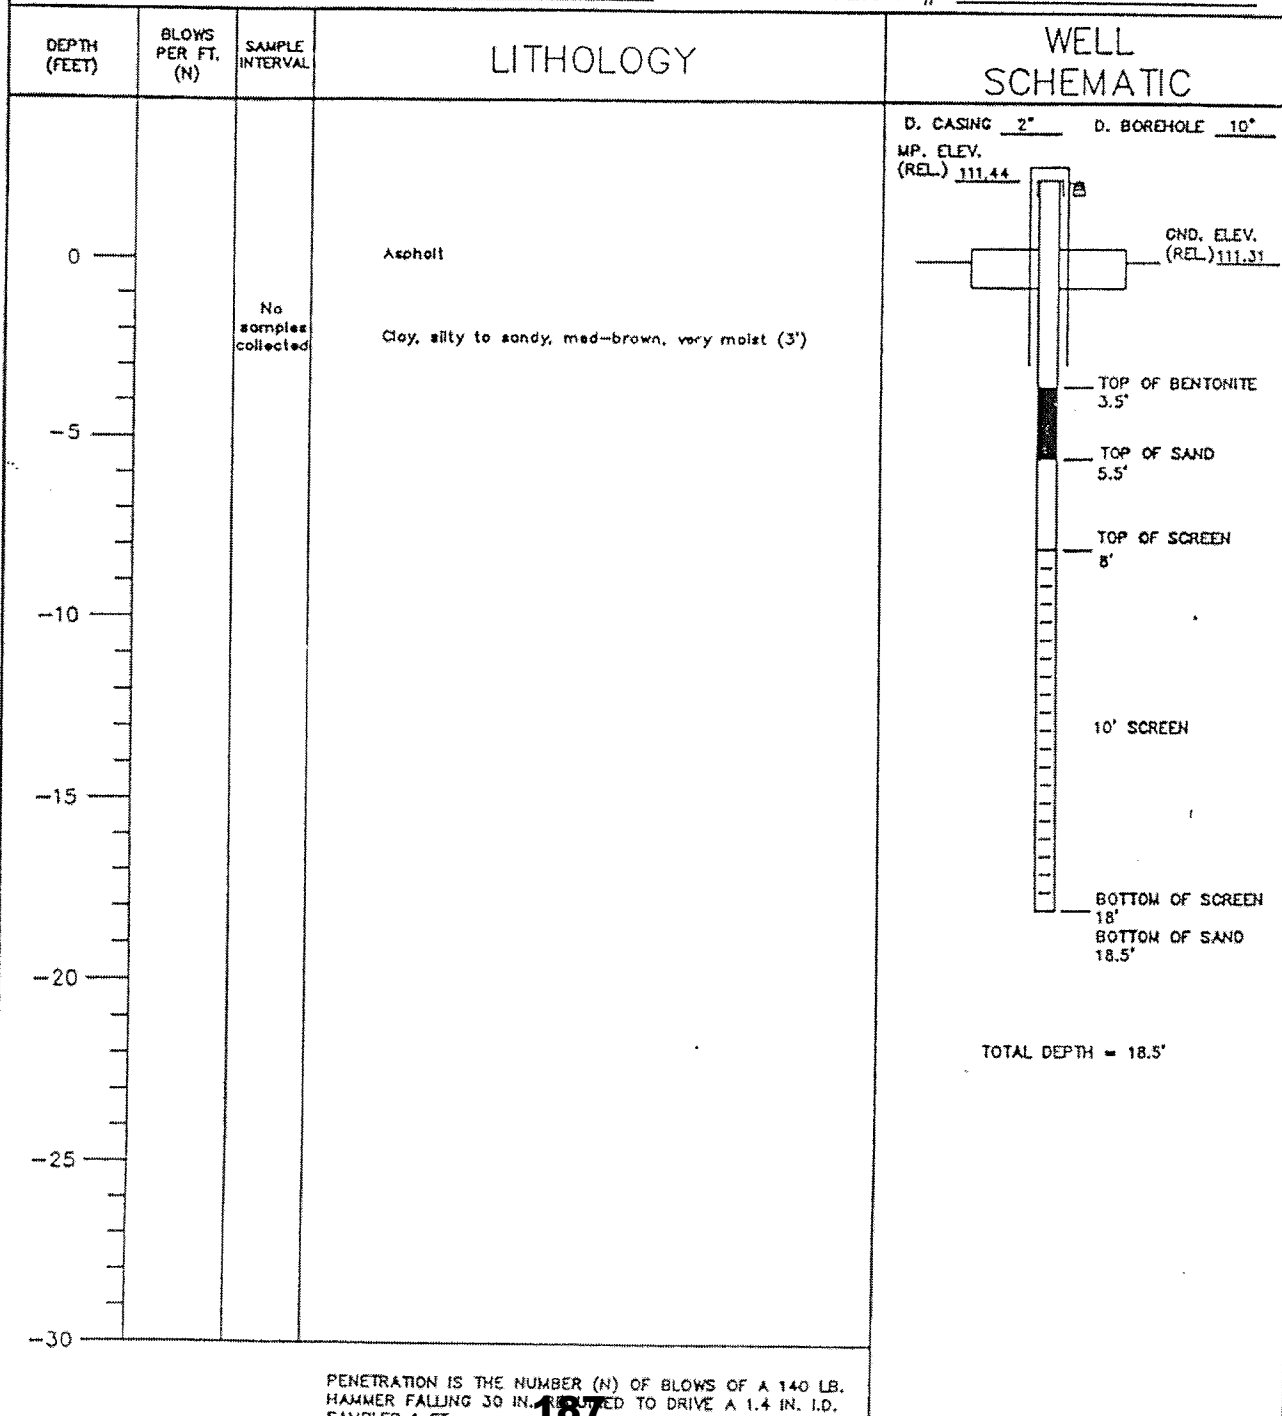 DEPTH
(FEET)
BLOWS
PER FT.
(N)
SAMPLE
INTERVAL
LITHOLOGY
WELL
SCHEMATIC
D. CASING 2" D. BOREHOLE 10"
MP. ELEV.
(REL.) 111.44
GND. ELEV.
(REL.) 111.31
0
Asphalt
No
samples
collected
Clay, silty to sandy, med-brown, very moist (3')
TOP OF BENTONITE
3.5'
-5
TOP OF SAND
5.5'
TOP OF SCREEN
8'
-10
10' SCREEN
-15
BOTTOM OF SCREEN
18'
BOTTOM OF SAND
18.5'
-20
TOTAL DEPTH = 18.5'
-25
-30
PENETRATION IS THE NUMBER (N) OF BLOWS OF A 140 LB.
HAMMER FALLING 30 IN. REQUIRED TO DRIVE A 1.4 IN. I.D.
187